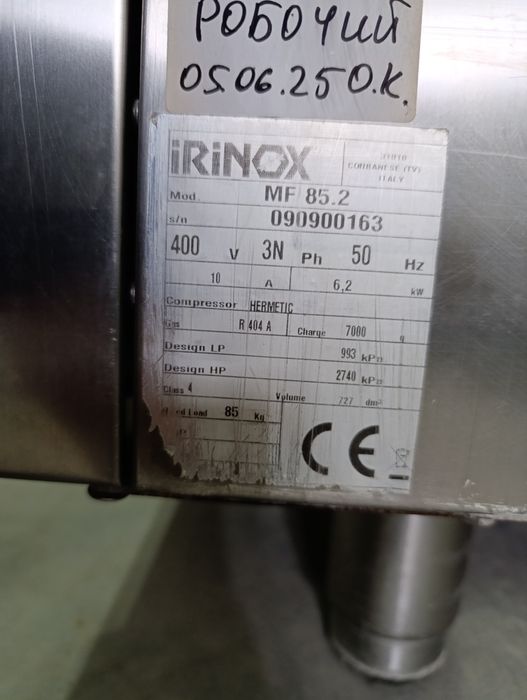 РОБОЧИЙ
05.06.25 О.К.
iRiNOX
31010
CORBANESE (TV)
ITALY
Mod. MF 85.2
s/n 090900163
400 V 3N Ph 50 Hz
10 A 6,2 kW
Compressor HERMETIC
Gas R 404 A Charge 7000 g
Design LP 993 kPa
Design HP 2740 kPa
Class 4 Volume 727 dm³
Load 85 Kg
CE